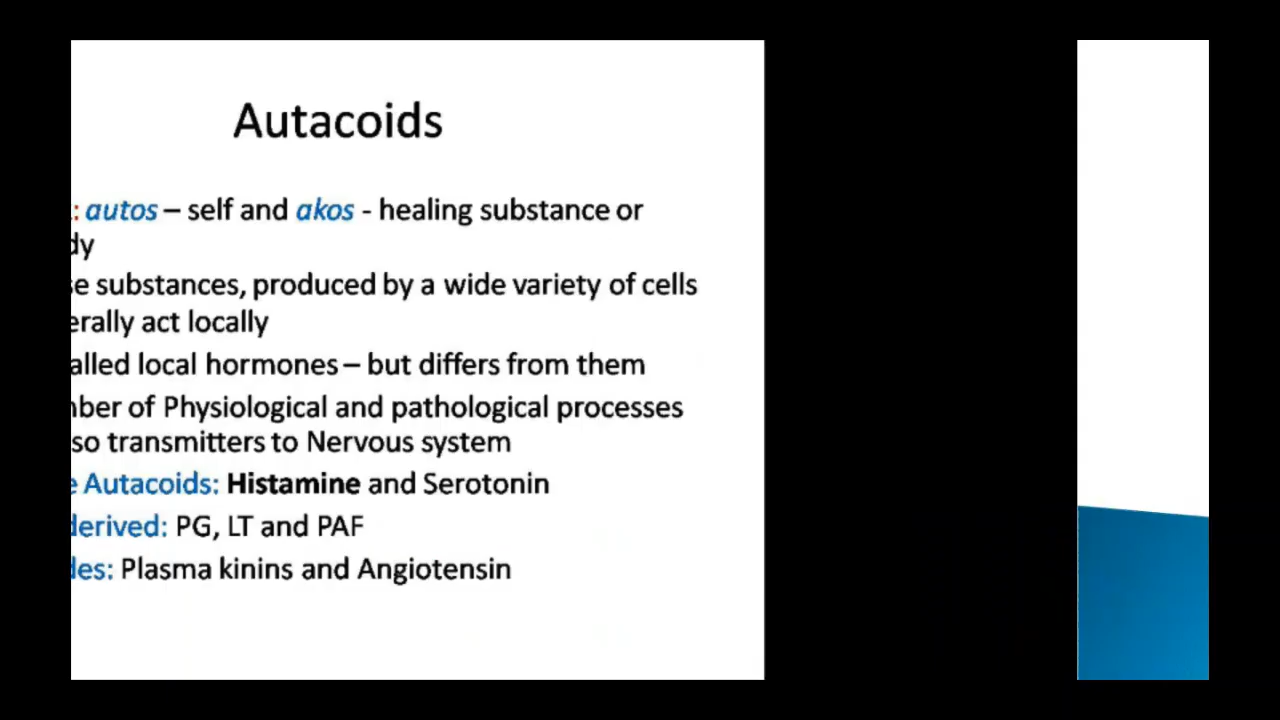 Autacoids
: autos – self and akos - healing substance or
dy
se substances, produced by a wide variety of cells
erally act locally
alled local hormones – but differs from them
ber of Physiological and pathological processes
so transmitters to Nervous system
e Autacoids: Histamine and Serotonin
derived: PG, LT and PAF
des: Plasma kinins and Angiotensin